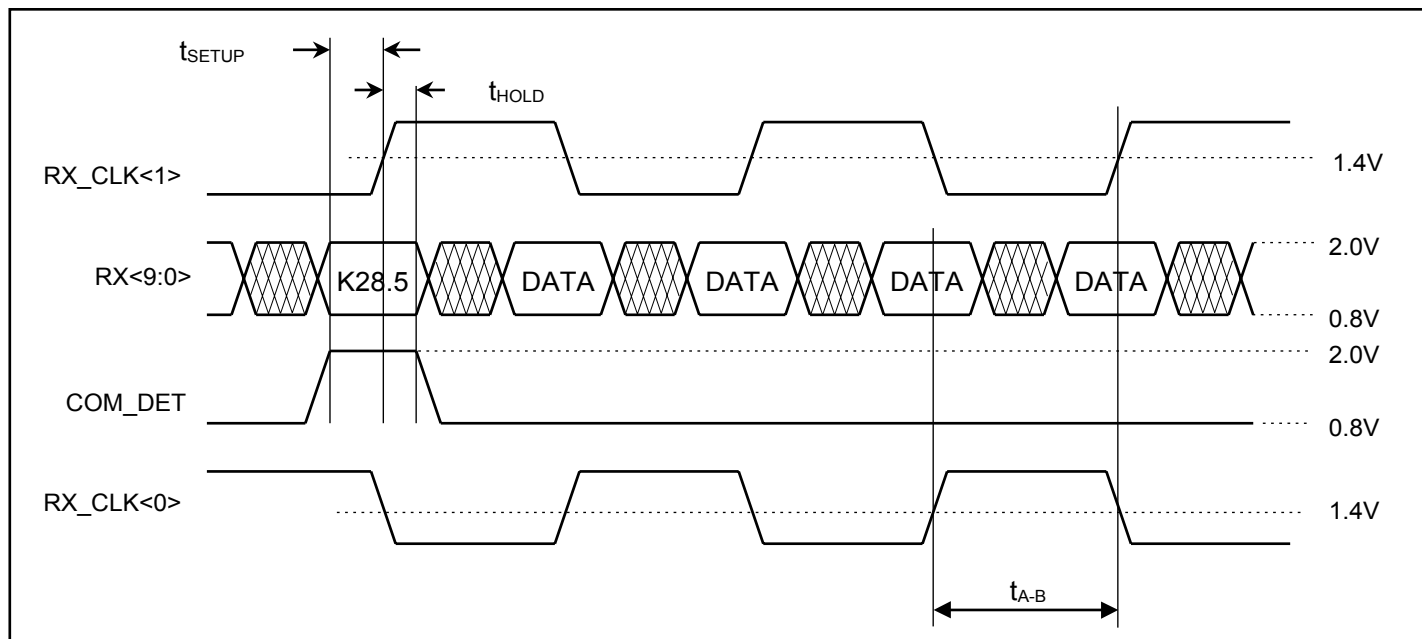 tSETUP
tHOLD
RX_CLK<1>
1.4V
RX<9:0>
K28.5
DATA
DATA
DATA
DATA
2.0V
0.8V
2.0V
COM_DET
0.8V
RX_CLK<0>
1.4V
tA-B